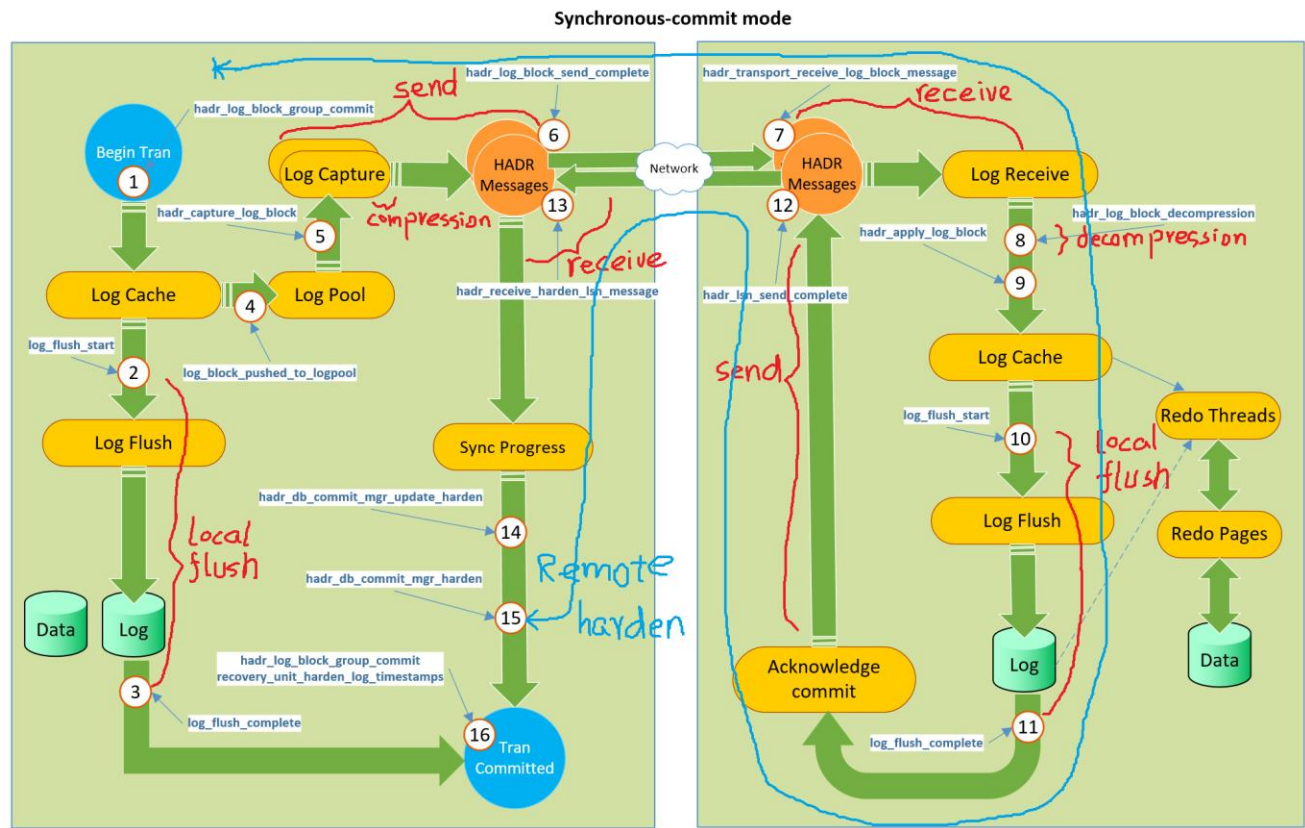 Synchronous-commit mode
hadr_log_block_group_commit
Begin Tran
1
send
hadr_log_block_send_complete
6
Log Capture
HADR
Messages
compression
hadr_capture_log_block
5
13
receive
hadr_receive_harden_lsn_message
Log Cache
4
Log Pool
log_block_pushed_to_logpool
log_flush_start
2
Log Flush
local
flush
Data
Log
3
log_flush_complete
Sync Progress
hadr_db_commit_mgr_update_harden
14
hadr_db_commit_mgr_harden
15
Remote
harden
hadr_log_block_group_commit
recovery_unit_harden_log_timestamps
16
Tran
Committed
Network
hadr_transport_receive_log_block_message
receive
7
HADR
Messages
12
Log Receive
hadr_log_block_decompression
8
decompression
hadr_apply_log_block
9
hadr_lsn_send_complete
send
Log Cache
log_flush_start
10
Local
flush
Log Flush
Log
11
log_flush_complete
Acknowledge
commit
Redo Threads
Redo Pages
Data